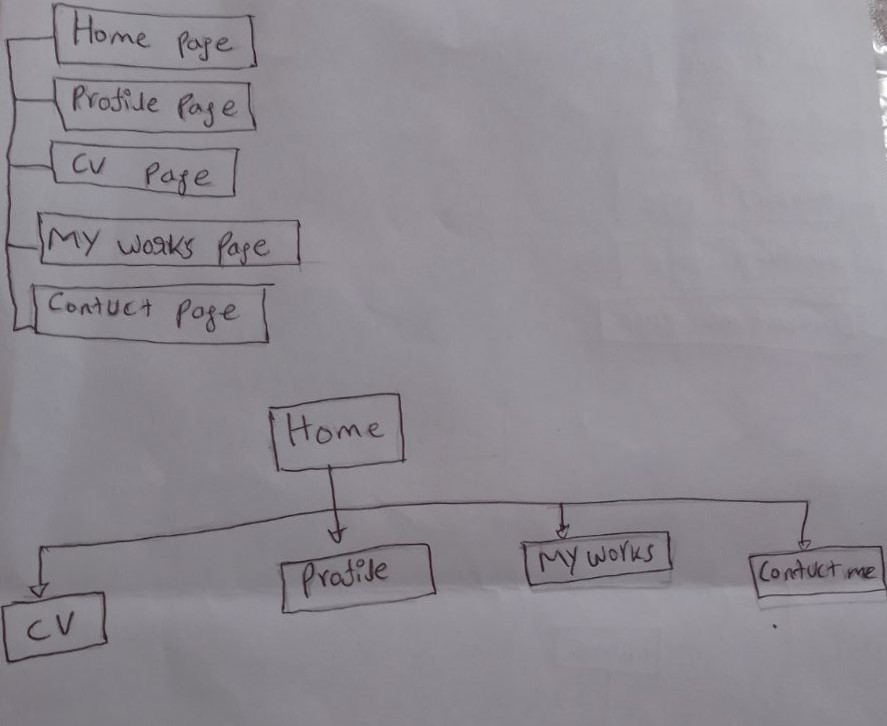 Home Page
Profile Page
CV Page
MY works Page
Contuct Page
Home
CV
Profile
MY works
Contuct me